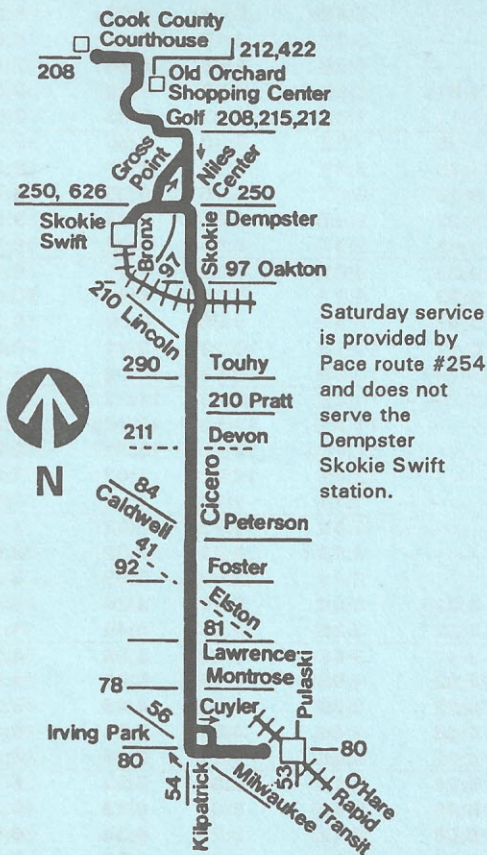 Cook County
Courthouse
212,422
208
Old Orchard
Shopping Center
Golf 208,215,212
Gross
Point
Niles
Center
250, 626
250
Skokie
Swift
Bronx
97
Skokie
Dempster
97 Oakton
210 Lincoln
Saturday service
is provided by
Pace route #254
and does not
serve the
Dempster
Skokie Swift
station.
290
Touhy
210 Pratt
211
Devon
N
Cicero
84
Caldwell
Peterson
41
92
Foster
Elston
81
Lawrence
Montrose
78
Pulaski
56
Cuyler
Irving Park
80
80
54
Kilpatrick
Milwaukee
53
O'Hare
Rapid
Transit